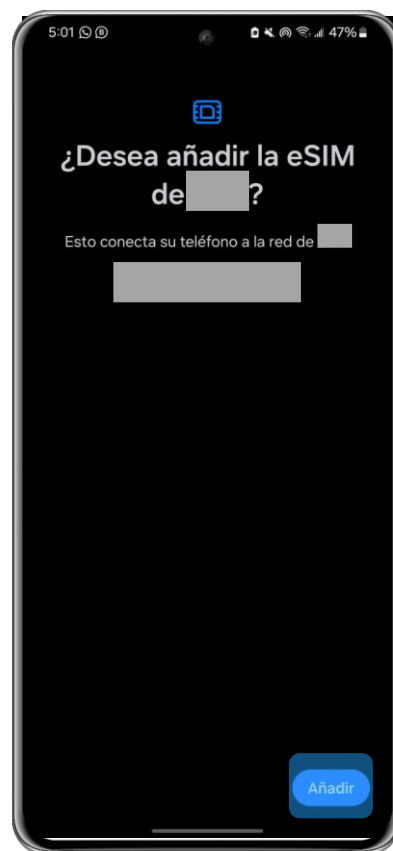 5:01
47%
¿Desea añadir la eSIM
de ?
Esto conecta su teléfono a la red de
Añadir